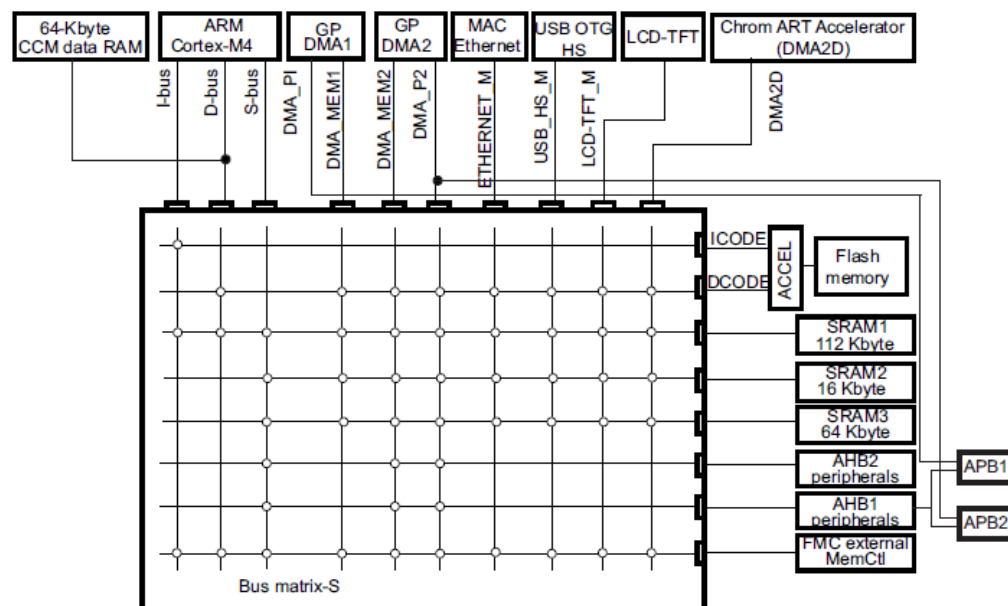 64-Kbyte
CCM data RAM
ARM
Cortex-M4
GP
DMA1
GP
DMA2
MAC
Ethernet
USB OTG
HS
LCD-TFT
Chrom ART Accelerator
(DMA2D)
I-bus
D-bus
S-bus
DMA_PI
DMA_MEM1
DMA_MEM2
DMA_P2
ETHERNET_M
USB_HS_M
LCD-TFT_M
DMA2D
ICODE
DCODE
ACCEL
Flash
memory
SRAM1
112 Kbyte
SRAM2
16 Kbyte
SRAM3
64 Kbyte
AHB2
peripherals
APB1
AHB1
peripherals
APB2
FMC external
MemCtl
Bus matrix-S